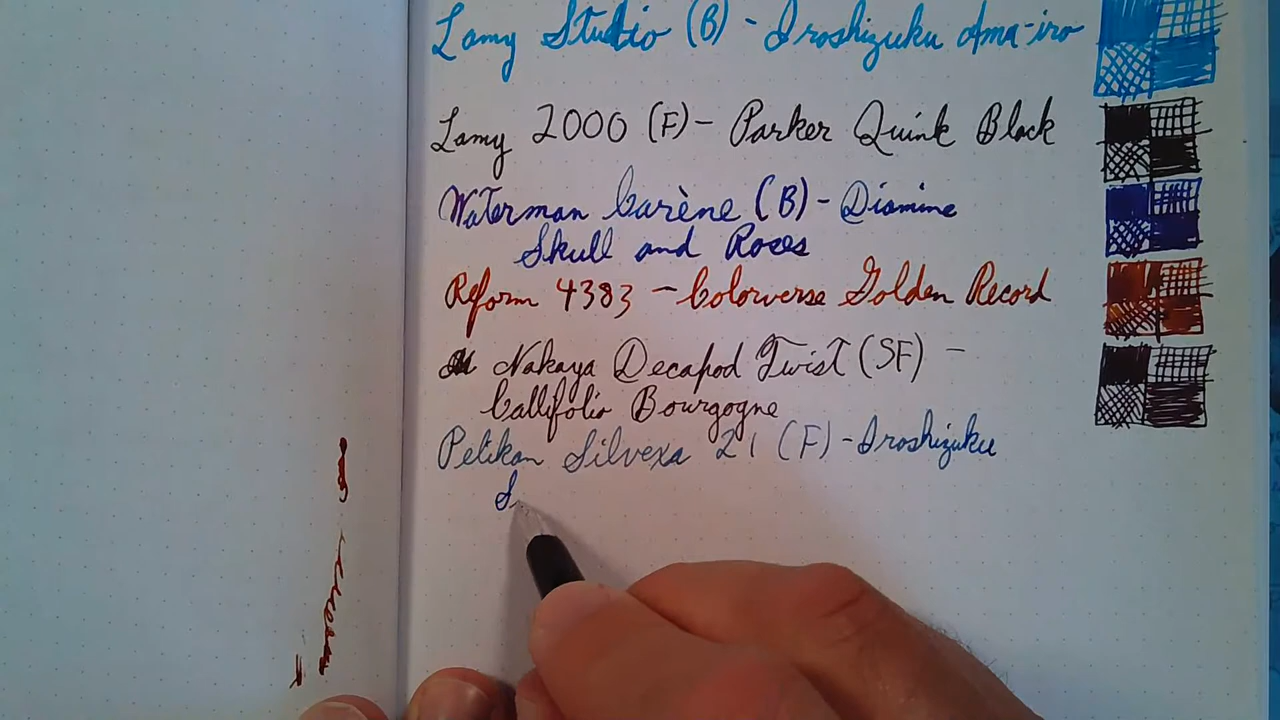 Lamy Studio (B) - Iroshizuku Ama-iro
Lamy 2000 (F) - Parker Quink Black
Waterman Carène (B) - Diamine
Skull and Roses
Reform 4383 - Colorverse Golden Record
Nakaya Decapod Twist (SF) -
Callifolio Bourgogne
Pelikan Silvexa 21 (F) - Iroshizuku
S